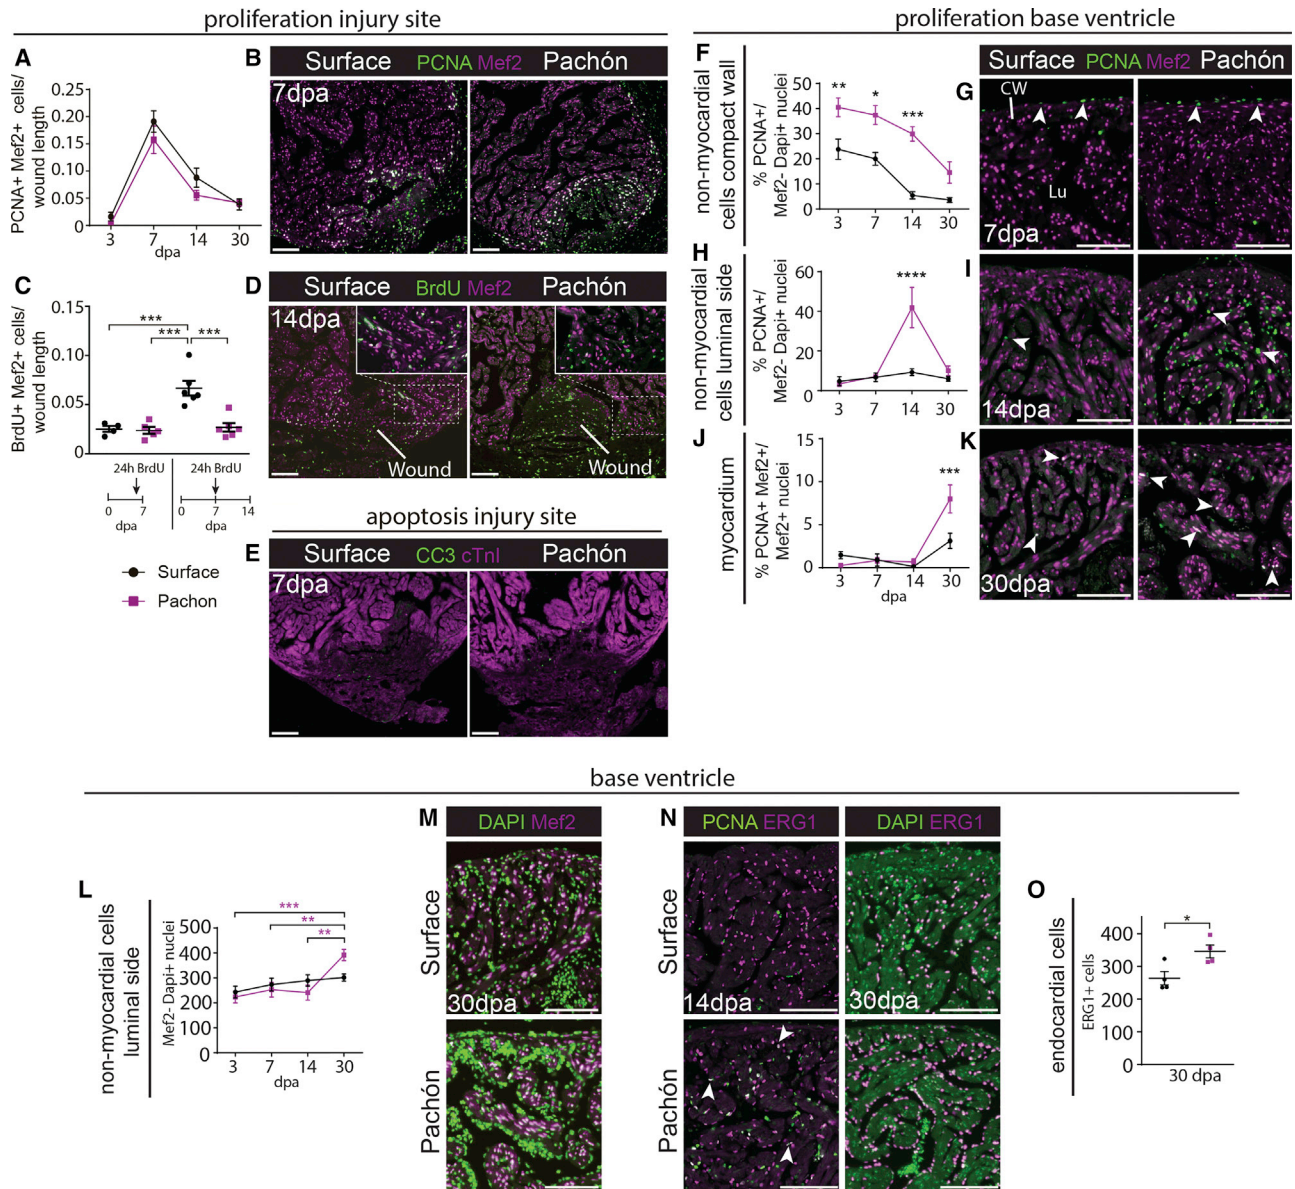 proliferation injury site
A
PCNA+ Mef2+ cells/
wound length
0.25
0.20
0.15
0.10
0.05
0
3
7
14
30
dpa
B
Surface PCNA Mef2 Pachón
7dpa
C
BrdU+ Mef2+ cells/
wound length
0.15
0.10
0.05
0
***
***
***
24h BrdU
24h BrdU
0
7
0
7
14
dpa
dpa
Surface
Pachon
D
Surface BrdU Mef2 Pachón
14dpa
Wound
Wound
apoptosis injury site
E
Surface CC3 cTnI Pachón
7dpa
proliferation base ventricle
F
non-myocardial
cells compact wall
% PCNA+/
Mef2- Dapi+ nuclei
50
40
30
20
10
0
**
*
***
3
7
14
30
G
Surface PCNA Mef2 Pachón
CW
Lu
7dpa
H
non-myocardial
cells luminal side
% PCNA+/
Mef2- Dapi+ nuclei
60
40
20
0
****
3
7
14
30
I
14dpa
J
myocardium
% PCNA+ Mef2+/
Mef2+ nuclei
15
10
5
0
***
3
7
14
30
dpa
K
30dpa
base ventricle
L
non-myocardial cells
luminal side
Mef2- Dapi+ nuclei
500
400
300
200
100
0
***
**
**
3
7
14
30
dpa
M
DAPI Mef2
Surface
30dpa
Pachón
N
PCNA ERG1
DAPI ERG1
Surface
14dpa
30dpa
Pachón
O
endocardial cells
ERG1+ cells
400
300
200
100
0
*
30 dpa